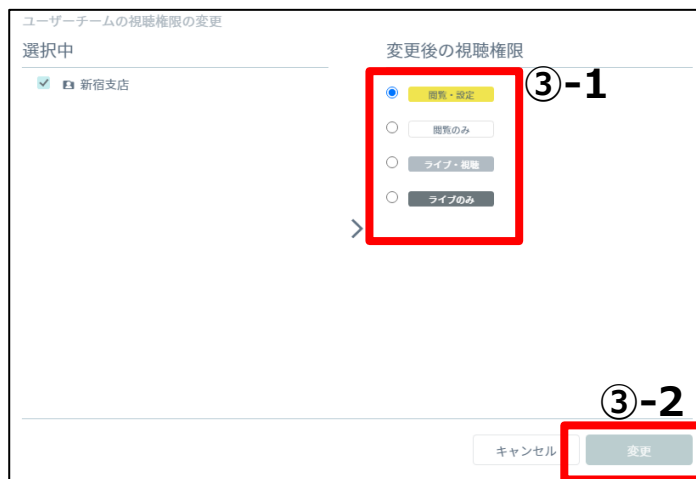 ユーザーチームの視聴権限の変更
選択中
変更後の視聴権限
新宿支店
③-1
閲覧・設定
閲覧のみ
ライブ・視聴
ライブのみ
③-2
キャンセル
変更